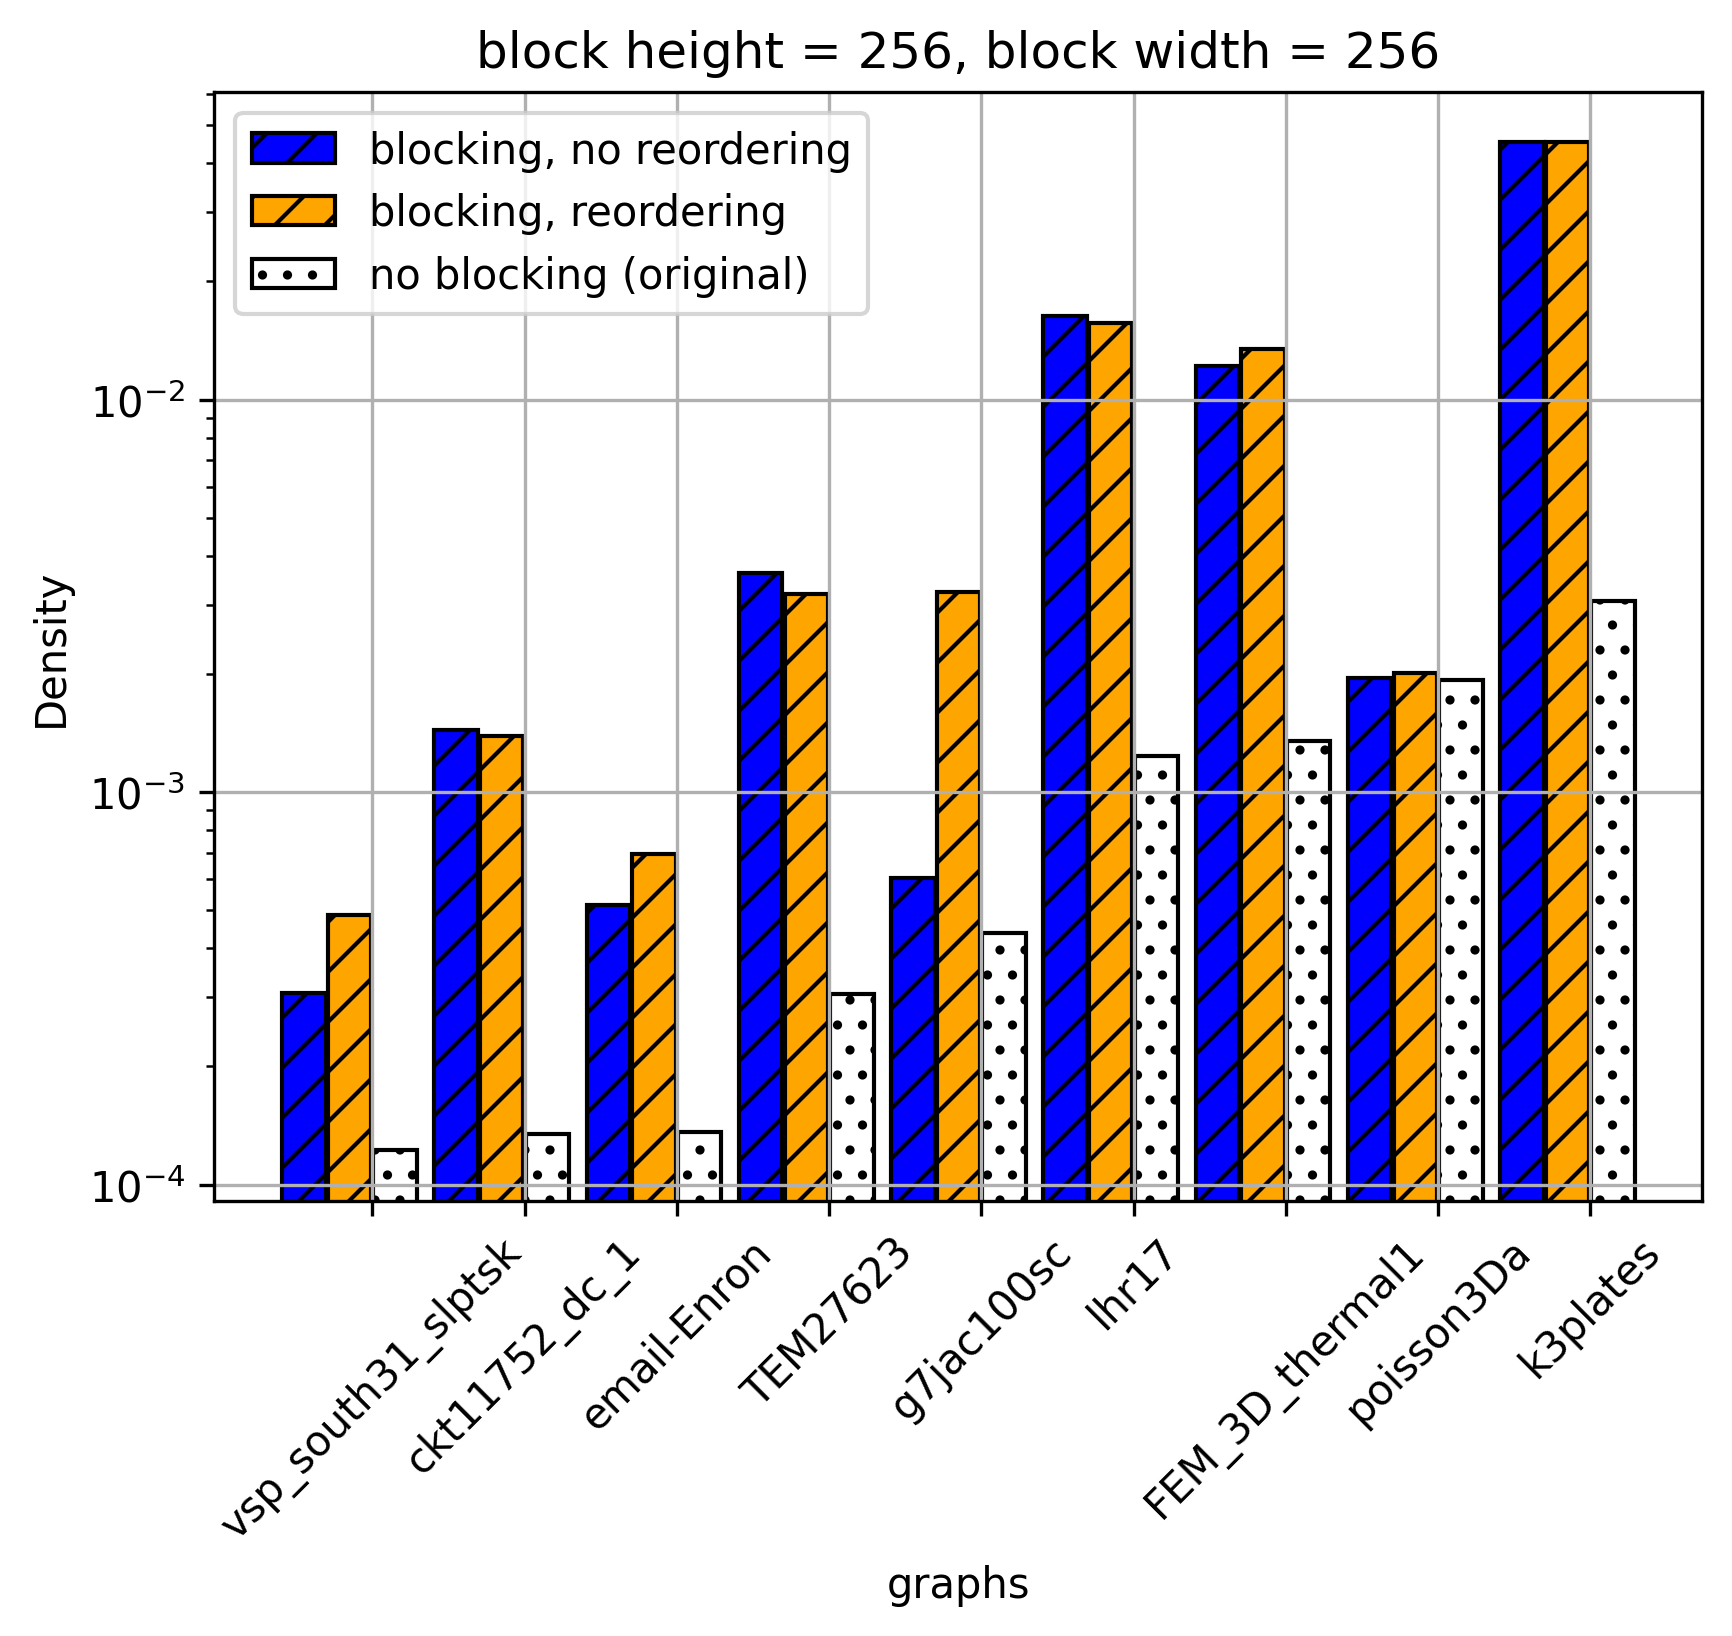 block height = 256, block width = 256
blocking, no reordering
blocking, reordering
no blocking (original)
Density
10⁻²
10⁻³
10⁻⁴
vsp_south31_slptsk
ckt11752_dc_1
email-Enron
TEM27623
g7jac100sc
lhr17
FEM_3D_thermal1
poisson3Da
k3plates
graphs